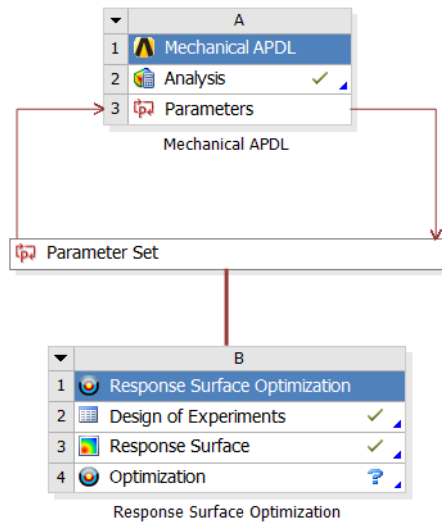 A
1 Mechanical APDL
2 Analysis
3 Parameters
Mechanical APDL
Parameter Set
B
1 Response Surface Optimization
2 Design of Experiments
3 Response Surface
4 Optimization ?
Response Surface Optimization